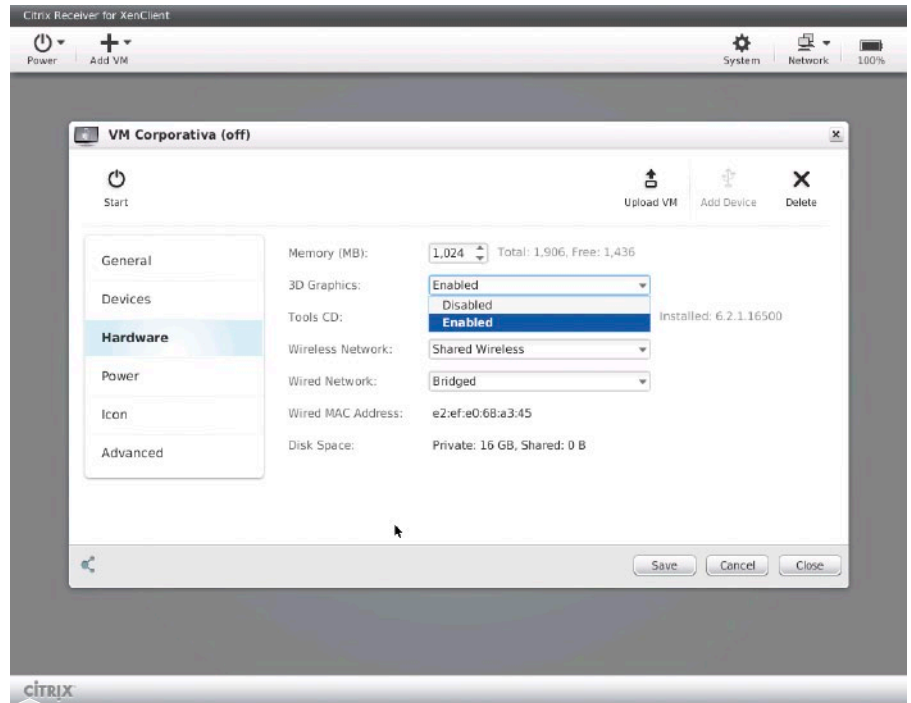 Citrix Receiver for XenClient
Power
Add VM
System
Network
100%
VM Corporativa (off)
Start
Upload VM
Add Device
Delete
General
Devices
Hardware
Power
Icon
Advanced
Memory (MB): 1,024 Total: 1,906, Free: 1,436
3D Graphics: Enabled
Disabled
Enabled
Tools CD: Installed: 6.2.1.16500
Wireless Network: Shared Wireless
Wired Network: Bridged
Wired MAC Address: e2:ef:e0:68:a3:45
Disk Space: Private: 16 GB, Shared: 0 B
Save
Cancel
Close
CITRIX